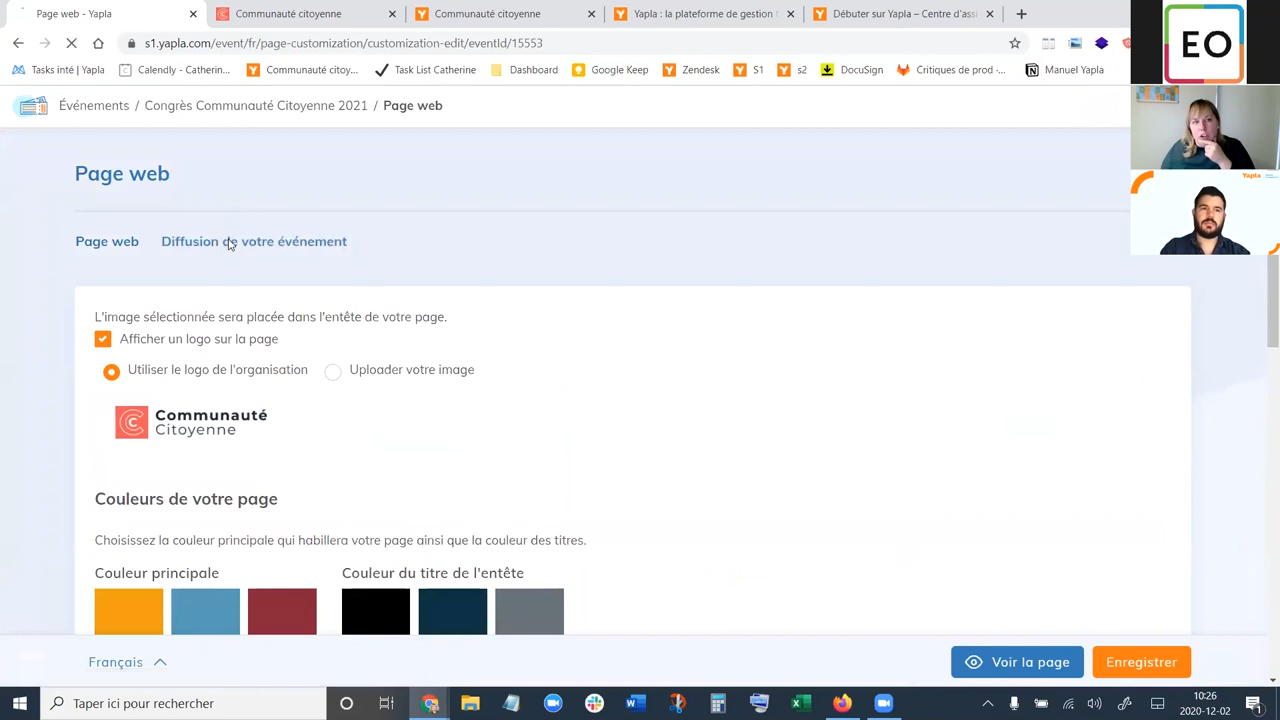 Page web - Yapla
Communauté citoyenne
Communauté citoyenne
Yapla : la plateforme de gestion
Débuter sur Yapla – Centre d'assi
s1.yapla.com/event/fr/page-customization/customization-edit/event_id/15553
Tasks inté | Yapla
Calendly - Catherin...
Communauté citoy...
Task List Catherine
Dashboard
Google Keep
Zendesk
S1
s2
DocuSign
Critiques de prod -...
Manuel Yapla
EO
Yapla
Événements / Congrès Communauté Citoyenne 2021 / Page web
Page web
Page web
Diffusion de votre événement
L'image sélectionnée sera placée dans l'entête de votre page.
Afficher un logo sur la page
Utiliser le logo de l'organisation
Uploader votre image
Communauté
Citoyenne
Couleurs de votre page
Choisissez la couleur principale qui habillera votre page ainsi que la couleur des titres.
Couleur principale
Couleur du titre de l'entête
Français
Voir la page
Enregistrer
Taper ici pour rechercher
10:26
2020-12-02
1